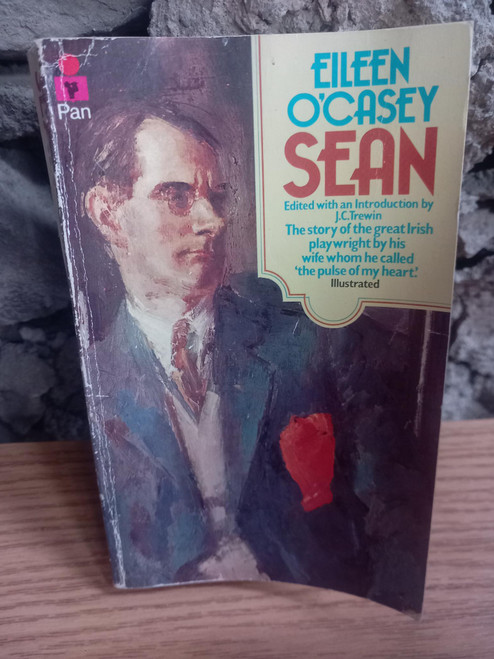 Pan
EILEEN
O'CASEY
SEAN
Edited with an Introduction by
J.C.Trewin
The story of the great Irish
playwright by his
wife whom he called
'the pulse of my heart.'
Illustrated